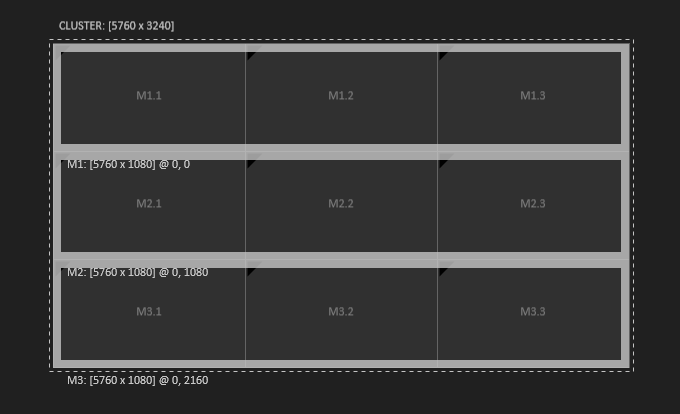 CLUSTER: [5760 x 3240]
M1.1 M1.2 M1.3
M1: [5760 x 1080] @ 0, 0
M2.1 M2.2 M2.3
M2: [5760 x 1080] @ 0, 1080
M3.1 M3.2 M3.3
M3: [5760 x 1080] @ 0, 2160